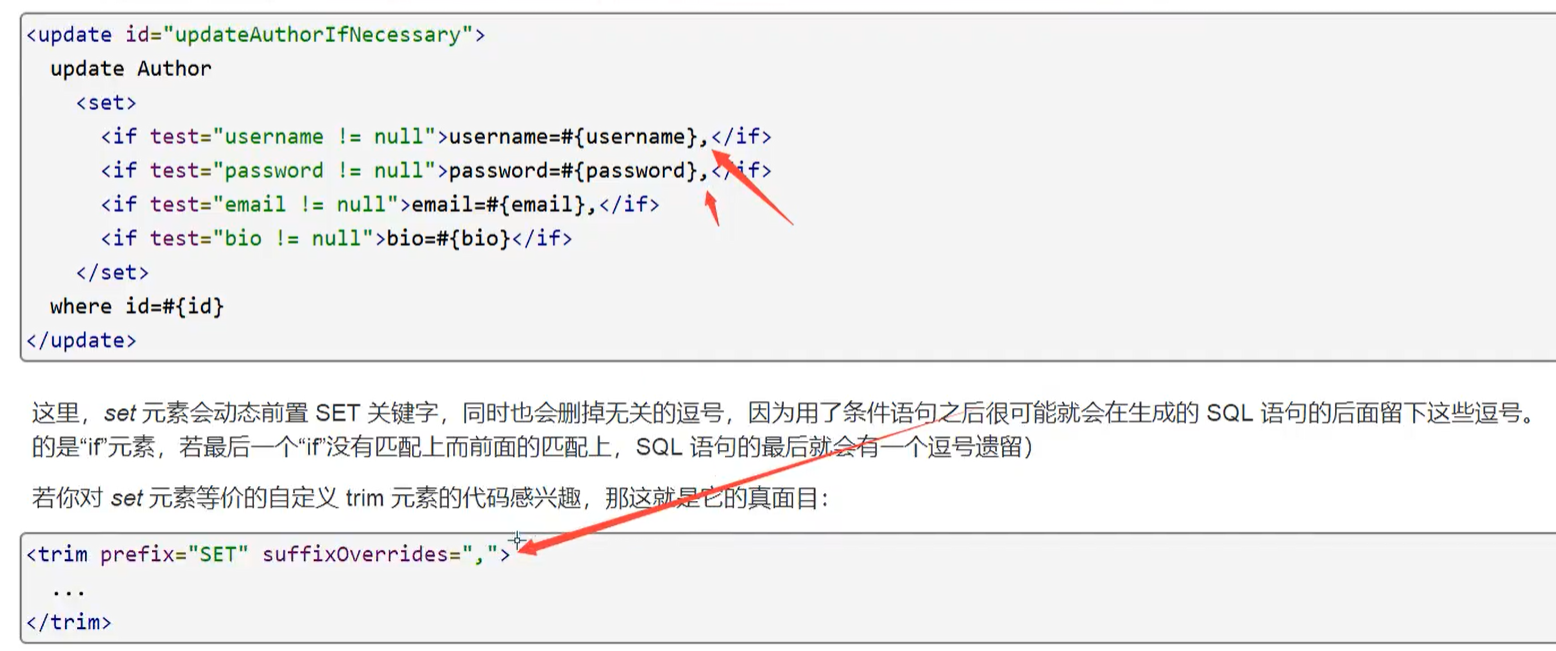 <update id="updateAuthorIfNecessary">
  update Author
    <set>
      <if test="username != null">username=#{username},</if>
      <if test="password != null">password=#{password},</if>
      <if test="email != null">email=#{email},</if>
      <if test="bio != null">bio=#{bio}</if>
    </set>
  where id=#{id}
</update>
这里，set 元素会动态前置 SET 关键字，同时也会删掉无关的逗号，因为用了条件语句之后很可能就会在生成的 SQL 语句的后面留下这些逗号。
的是“if”元素，若最后一个“if”没有匹配上而前面的匹配上，SQL 语句的最后就会有一个逗号遗留）
若你对 set 元素等价的自定义 trim 元素的代码感兴趣，那这就是它的真面目：
<trim prefix="SET" suffixOverrides=",">
  ...
</trim>